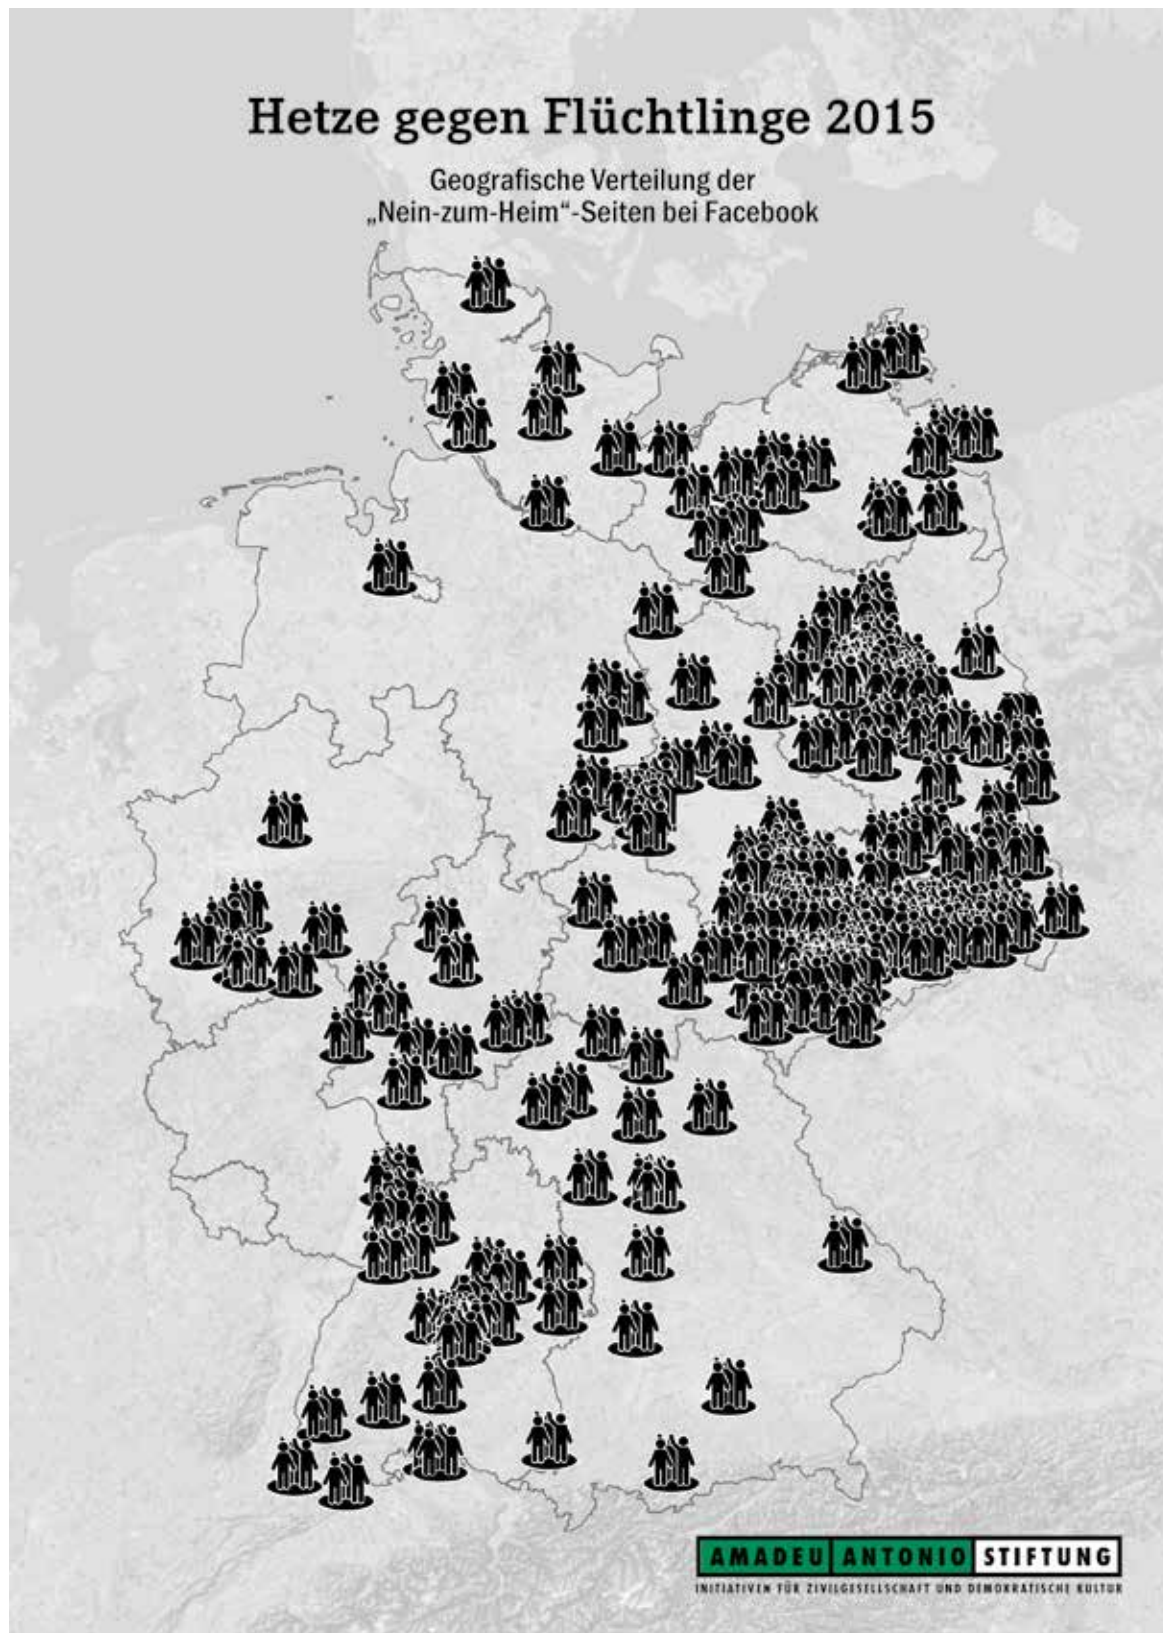 Hetze gegen Flüchtlinge 2015
Geografische Verteilung der
„Nein-zum-Heim“-Seiten bei Facebook
AMADEU ANTONIO STIFTUNG
INITIATIVEN FÜR ZIVILGESELLSCHAFT UND DEMOKRATISCHE KULTUR